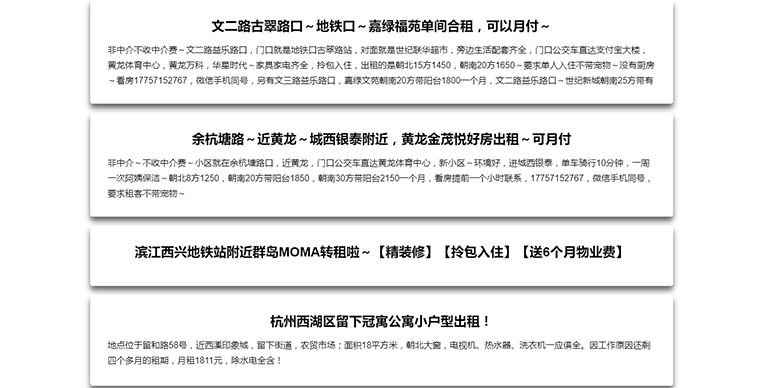 文二路古翠路口～地铁口～嘉绿福苑单间合租，可以月付～
非中介不收中介费～文二路益乐路口，门口就是地铁口古翠路站，对面就是世纪联华超市，旁边生活配套齐全，门口公交车直达支付宝大楼，
黄龙体育中心，黄龙万科，华星时代～家具家电齐全，拎包入住，出租的是朝北15方1450，朝南20方1650～要求单人入住不带宠物～没有厨房
～看房17757152767，微信手机同号，另有文三路益乐路口，嘉绿文苑朝南20方带阳台1800一个月，文二路益乐路口～世纪新城朝南25方带有
余杭塘路～近黄龙～城西银泰附近，黄龙金茂悦好房出租～可月付
非中介～不收中介费～小区就在余杭塘路口，近黄龙，门口公交车直达黄龙体育中心，新小区～环境好，进城西银泰，单车骑行10分钟，一周
一次阿姨保洁～朝北8方1250，朝南20方带阳台1850，朝南30方带阳台2150一个月，看房提前一个小时联系，17757152767，微信手机同号，
要求租客不带宠物～
滨江西兴地铁站附近群岛MOMA转租啦～【精装修】【拎包入住】【送6个月物业费】
杭州西湖区留下冠寓公寓小户型出租！
地点位于留和路58号，近西溪印象城，留下街道，农贸市场；面积18平方米，朝北大窗，电视机、热水器、洗衣机一应俱全。因工作原因还剩
四个多月的租期，月租1811元，除水电全含！